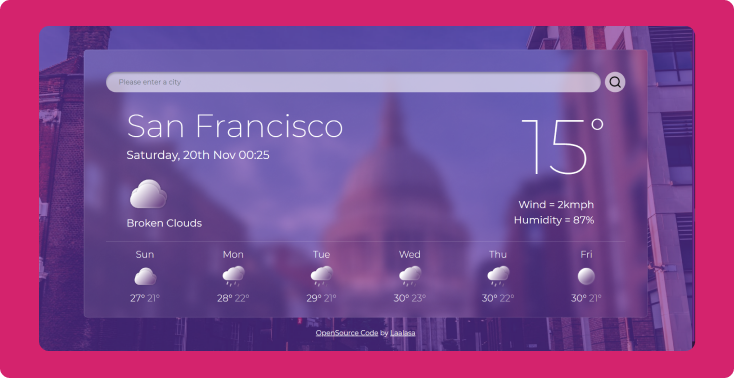 Please enter a city
San Francisco
15°
Saturday, 20th Nov 00:25
Broken Clouds
Wind = 2kmph
Humidity = 87%
Sun Mon Tue Wed Thu Fri
27° 21° 28° 22° 29° 21° 30° 23° 30° 22° 30° 21°
OpenSource Code by Laalasa